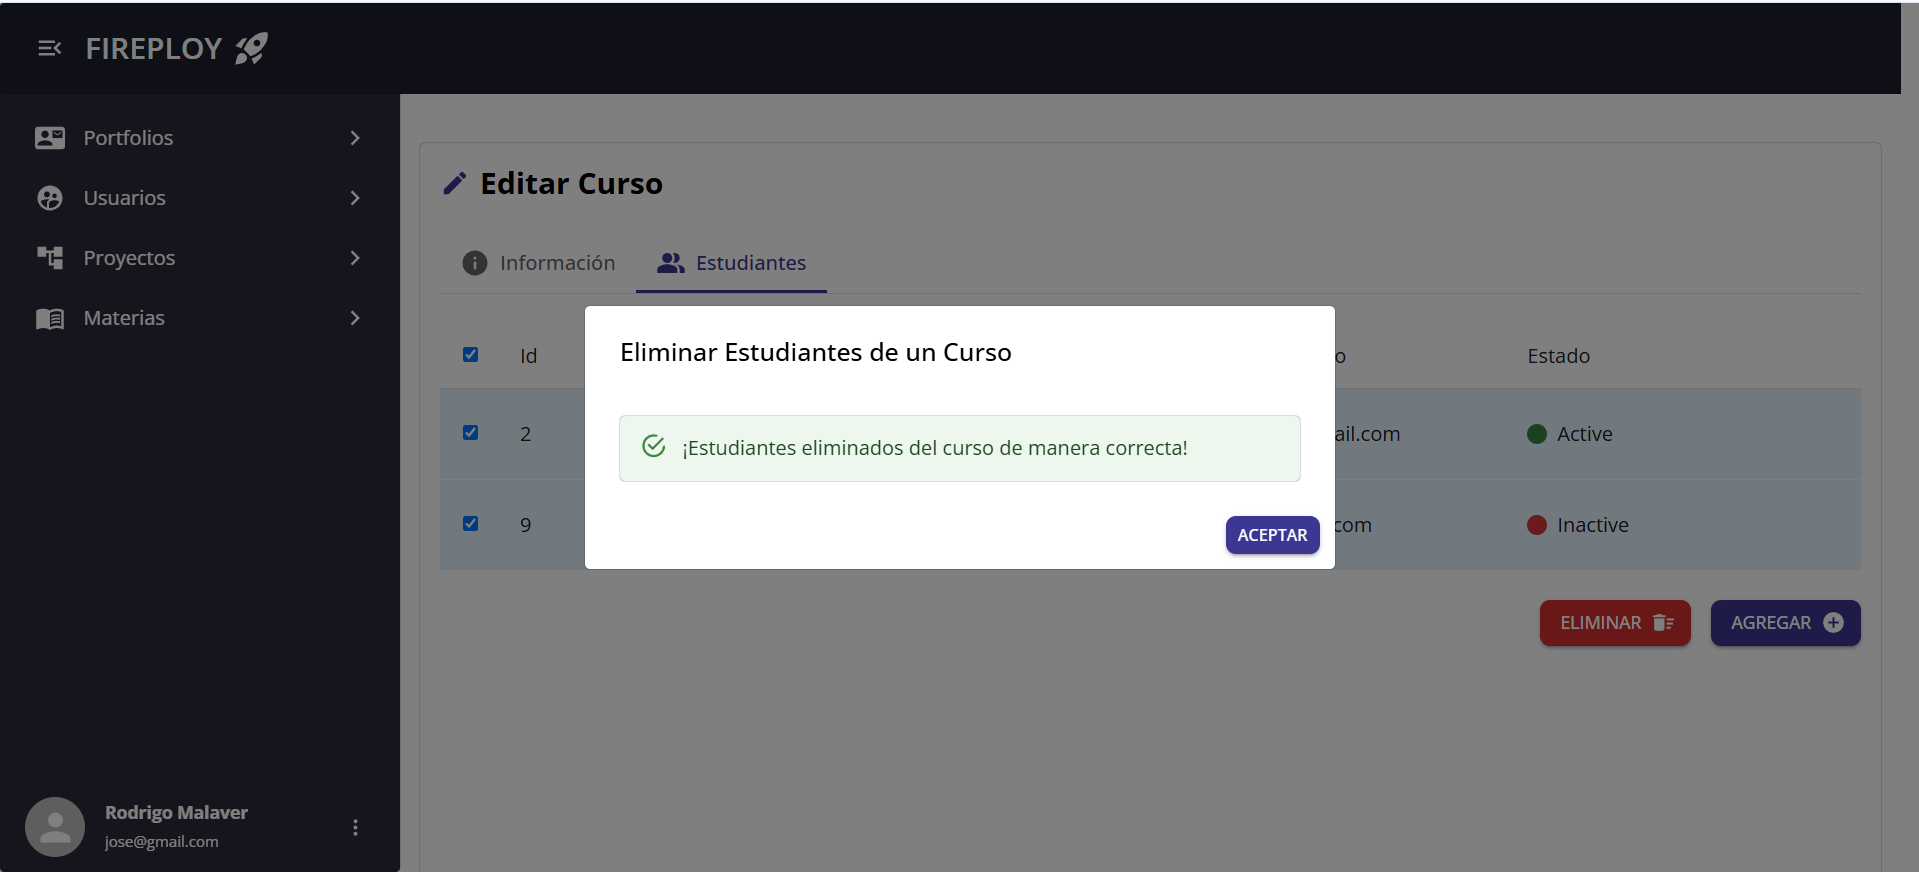 FIREPLOY
Portfolios
Usuarios
Proyectos
Materias
Editar Curso
Información
Estudiantes
Id
Estado
2
ail.com
Active
9
com
Inactive
Eliminar Estudiantes de un Curso
¡Estudiantes eliminados del curso de manera correcta!
ACEPTAR
ELIMINAR
AGREGAR
Rodrigo Malaver
jose@gmail.com